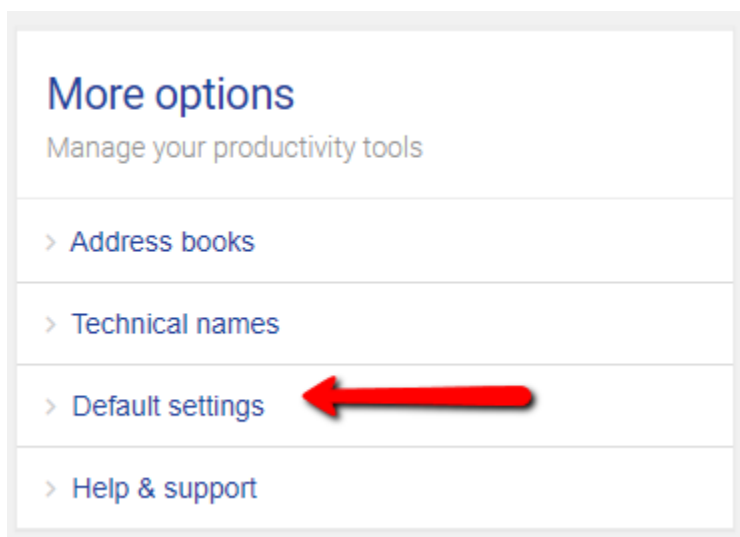 More options
Manage your productivity tools
Address books
Technical names
Default settings
Help & support